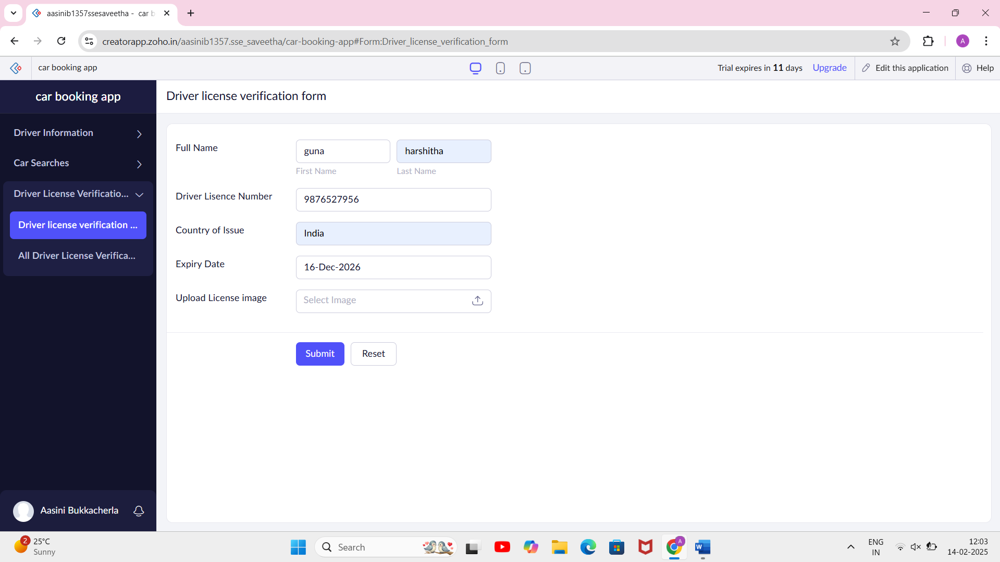 aasinib1357ssesaveetha - car b
creatorapp.zoho.in/aasinib1357.sse_saveetha/car-booking-app#Form:Driver_license_verification_form
A
car booking app
Trial expires in 11 days
Upgrade
Edit this application
Help
car booking app
Driver Information
Car Searches
Driver License Verificatio...
Driver license verification ...
All Driver License Verifica...
Aasini Bukkacherla
Driver license verification form
Full Name
guna
harshitha
First Name
Last Name
Driver Lisence Number
9876527956
Country of Issue
India
Expiry Date
16-Dec-2026
Upload License image
Select Image
Submit
Reset
2
25°C
Sunny
Search
A
W
ENG
IN
12:03
14-02-2025